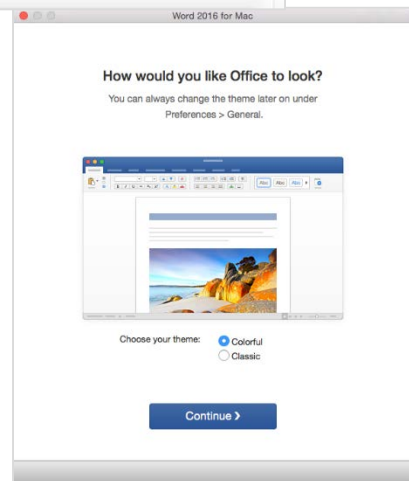 Word 2016 for Mac
How would you like Office to look?
You can always change the theme later on under
Preferences > General.
Choose your theme:
Colorful
Classic
Continue ❯